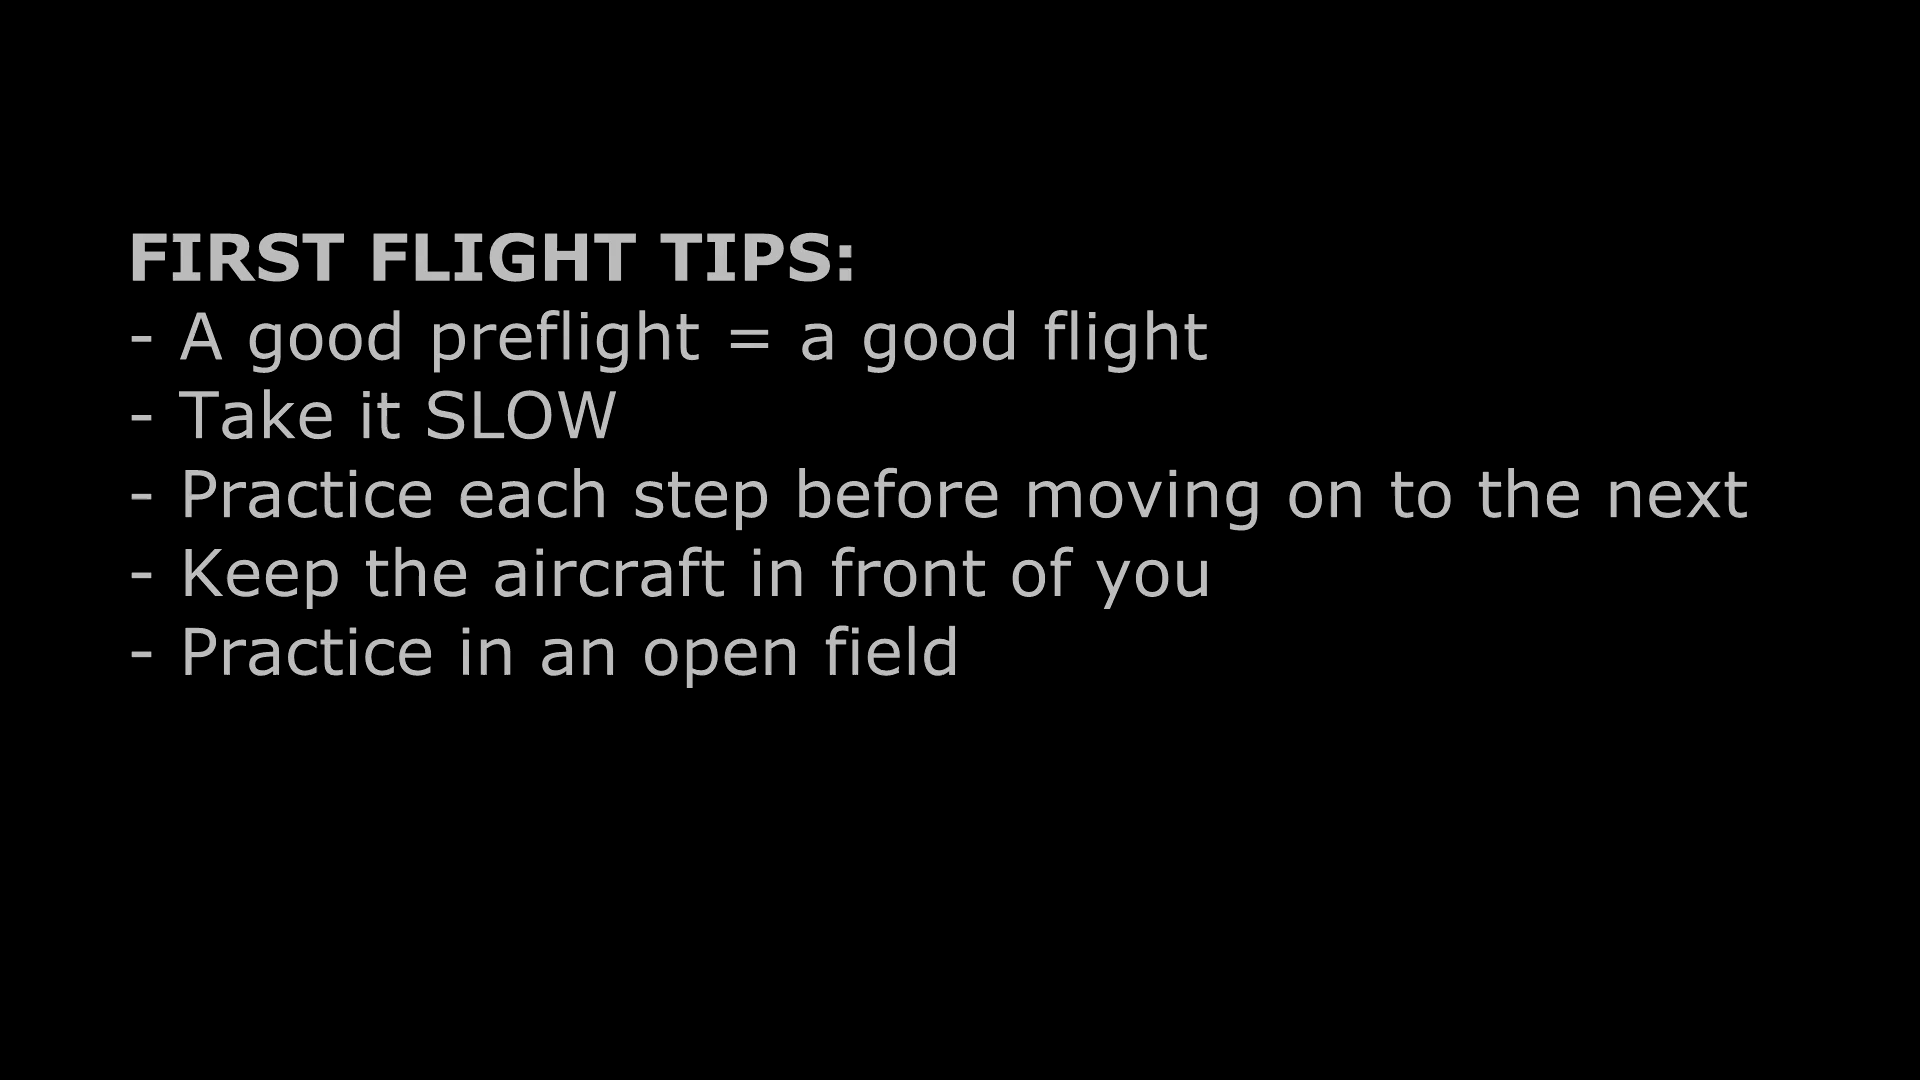 FIRST FLIGHT TIPS:
- A good preflight = a good flight
- Take it SLOW
- Practice each step before moving on to the next
- Keep the aircraft in front of you
- Practice in an open field